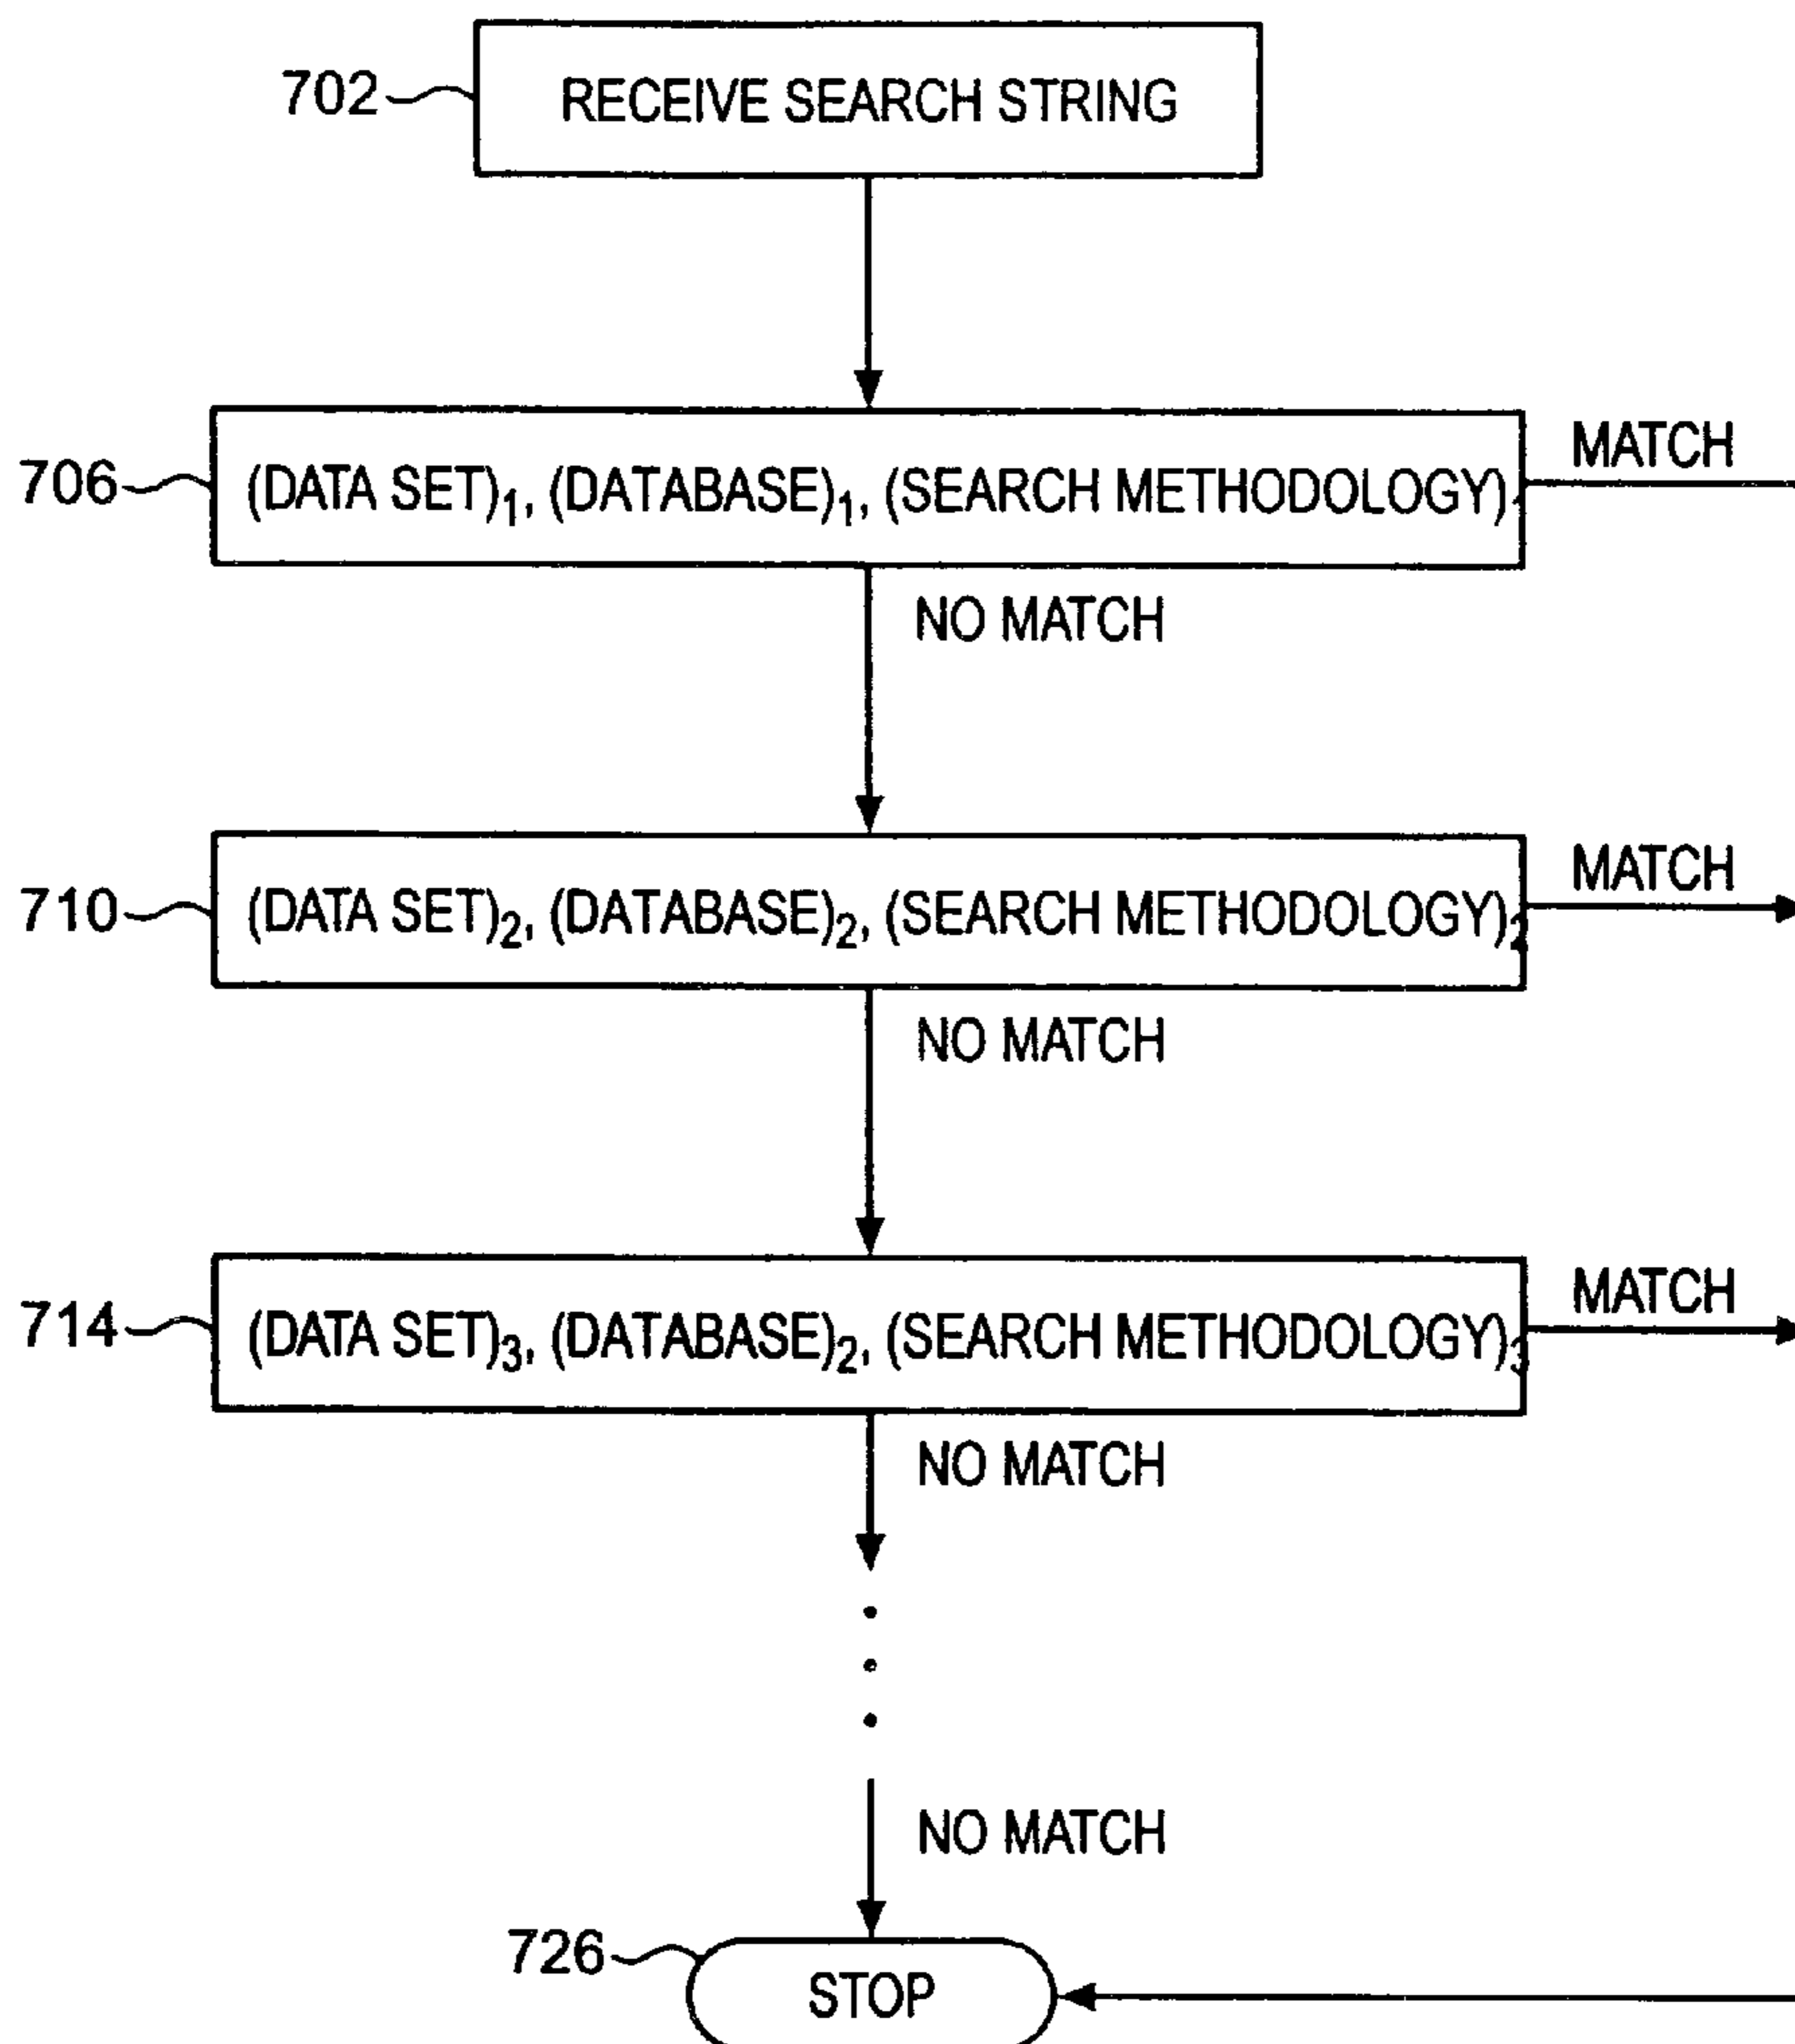 702 RECEIVE SEARCH STRING
706 (DATA SET)1, (DATABASE)1, (SEARCH METHODOLOGY)
MATCH
NO MATCH
710 (DATA SET)2, (DATABASE)2, (SEARCH METHODOLOGY)2
MATCH
NO MATCH
714 (DATA SET)3, (DATABASE)2, (SEARCH METHODOLOGY)3
MATCH
NO MATCH
NO MATCH
726 STOP